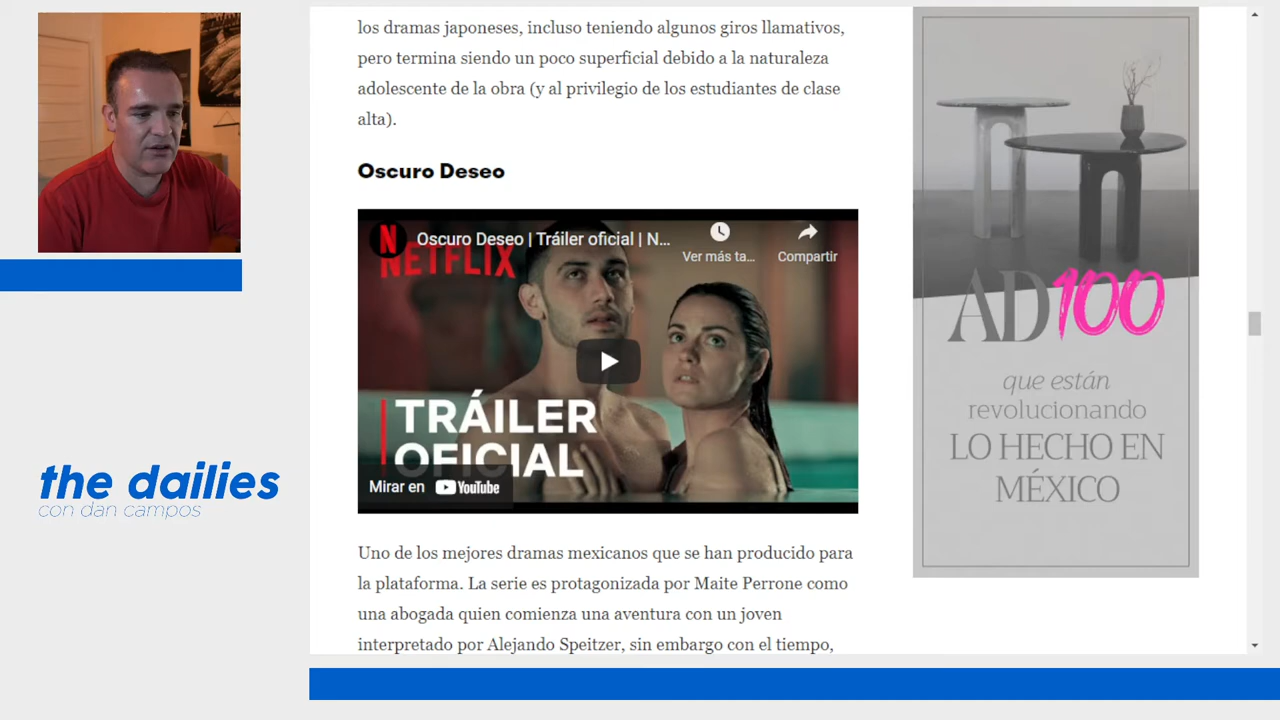 los dramas japoneses, incluso teniendo algunos giros llamativos,
pero termina siendo un poco superficial debido a la naturaleza
adolescente de la obra (y al privilegio de los estudiantes de clase
alta).
Oscuro Deseo
N
Oscuro Deseo | Tráiler oficial | N...
Ver más ta...
Compartir
NETFLIX
TRÁILER
OFICIAL
Mirar en YouTube
Uno de los mejores dramas mexicanos que se han producido para
la plataforma. La serie es protagonizada por Maite Perrone como
una abogada quien comienza una aventura con un joven
interpretado por Alejando Speitzer, sin embargo con el tiempo,
AD100
que están
revolucionando
LO HECHO EN
MÉXICO
the dailies
con dan campos